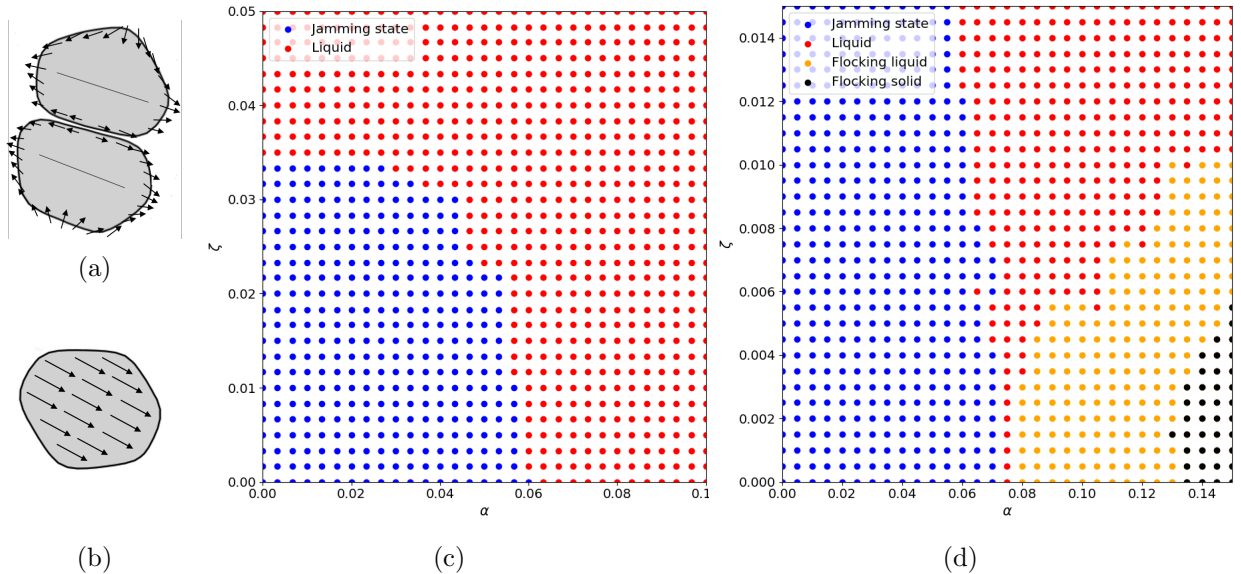 (a)
(b)
0.05
0.04
0.03
0.02
0.01
0.00
ζ
Jamming state
Liquid
0.00 0.02 0.04 0.06 0.08 0.1
α
(c)
0.014
0.012
0.010
0.008
0.006
0.004
0.002
0.000
ζ
Jamming state
Liquid
Flocking liquid
Flocking solid
0.00 0.02 0.04 0.06 0.08 0.10 0.12 0.14
α
(d)